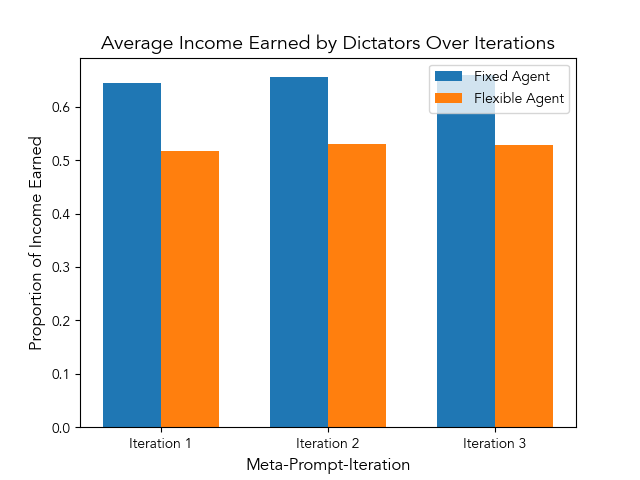 Average Income Earned by Dictators Over Iterations
Fixed Agent
Flexible Agent
Proportion of Income Earned
0.6
0.5
0.4
0.3
0.2
0.1
0.0
Iteration 1
Iteration 2
Iteration 3
Meta-Prompt-Iteration